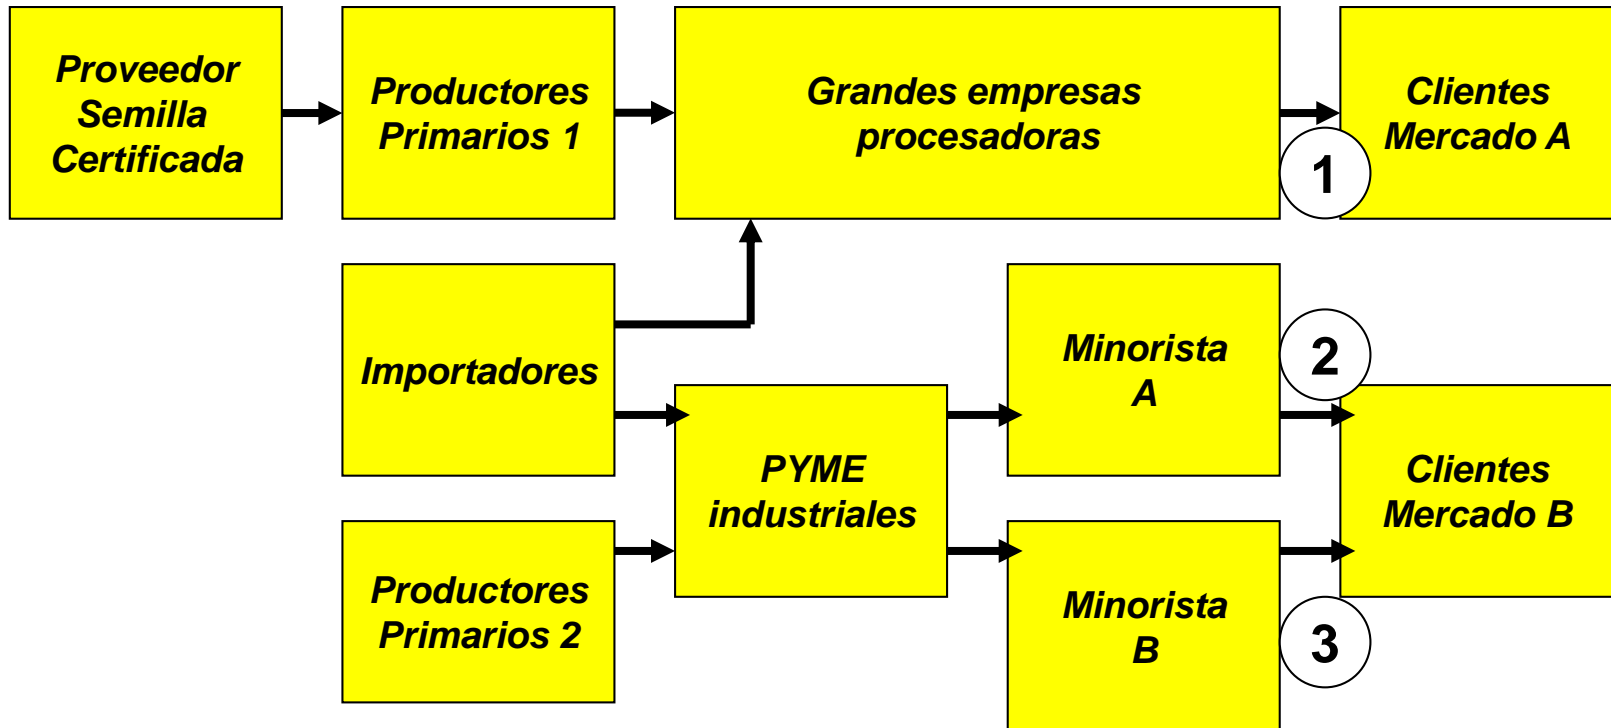 Proveedor
Semilla
Certificada
Productores
Primarios 1
Grandes empresas
procesadoras
Clientes
Mercado A
1
Importadores
Minorista
A
2
PYME
industriales
Clientes
Mercado B
Productores
Primarios 2
Minorista
B
3